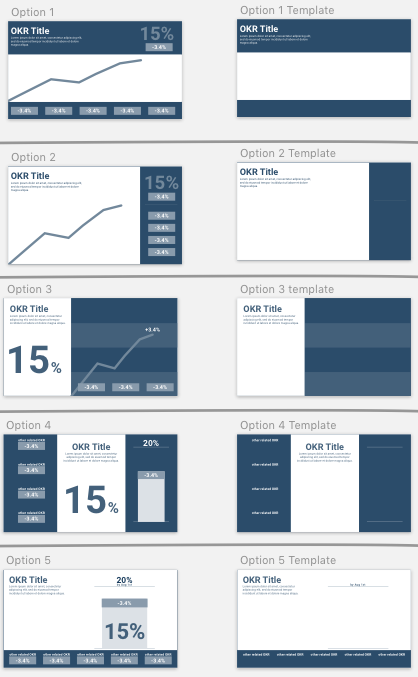 Option 1
OKR Title
15%
-3.4%
-3.4%
-3.4%
-3.4%
-3.4%
-3.4%
Option 1 Template
OKR Title
Option 2
OKR Title
15%
-3.4%
-3.4%
-3.4%
-3.4%
-3.4%
Option 2 Template
OKR Title
Option 3
OKR Title
15%
+3.4%
-3.4%
-3.4%
-3.4%
Option 3 template
OKR Title
Option 4
other related OKR
-3.4%
other related OKR
-3.4%
other related OKR
-3.4%
other related OKR
-3.4%
OKR Title
15%
20%
-3.4%
Option 4 Template
other related OKR
other related OKR
other related OKR
other related OKR
OKR Title
Option 5
OKR Title
20%
-3.4%
15%
other related OKR other related OKR other related OKR other related OKR other related OKR
-3.4% -3.4% -3.4% -3.4% -3.4%
Option 5 Template
OKR Title
other related OKR other related OKR other related OKR other related OKR other related OKR